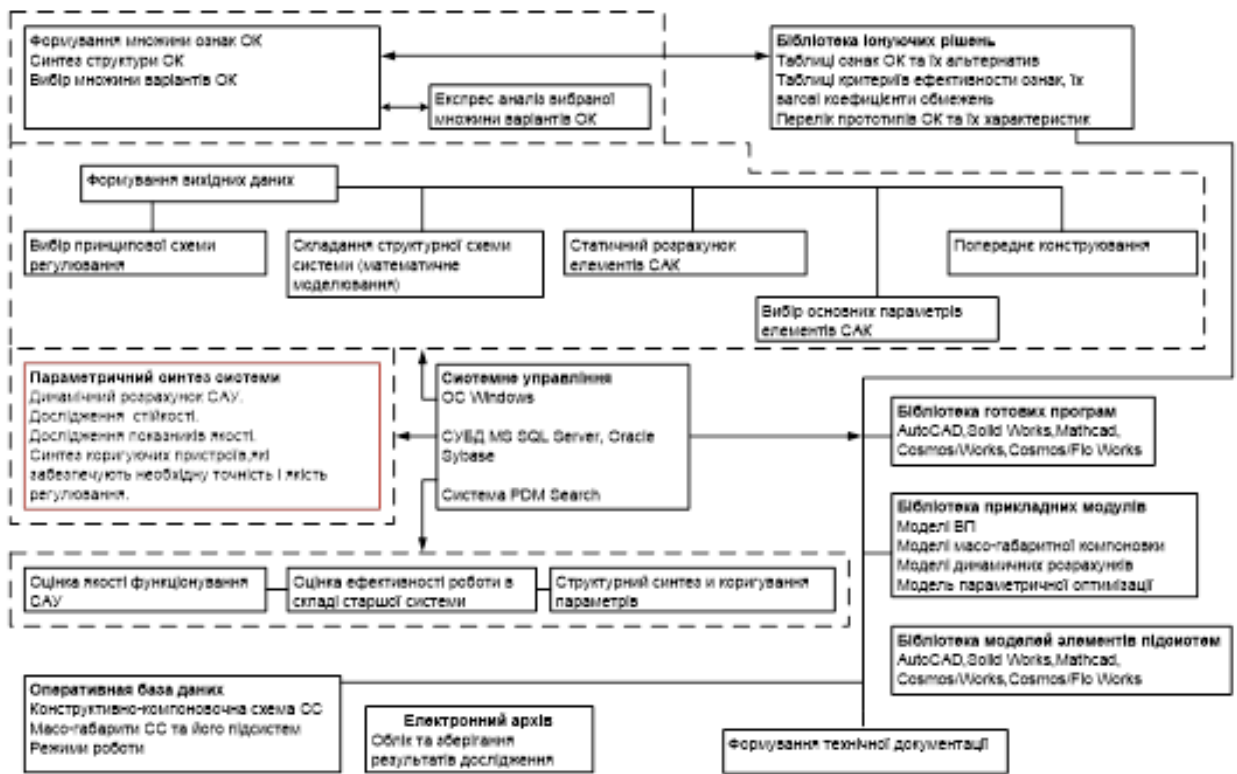 Формування множини ознак ОК
Синтез структури ОК
Вибір множини варіантів ОК
Експрес аналіз вибраної
множини варіантів ОК
Бібліотека існуючих рішень
Таблиці ознак ОК та їх альтернатив
Таблиці критериїв ефективности ознак, їх
вагові коефициєнти обмежень
Перелік прототипів ОК та їх характеристик
Формування вихідних даних
Вибір принципової схеми
регулювання
Складання структурної схеми
системи (математичне
моделювання)
Статичний розрахунок
елементів САК
Вибір основних параметрів
елементів САК
Попереднє конструювання
Параметричний синтез системи
Динамічний розрахунок САУ.
Дослідження стійкості.
Дослідження показників якості.
Синтез коригуючих пристроїв,які
забезпечують необхідну точність і якість
регулювання.
Системне управління
ОС Windows
СУБД MS SQL Server, Oracle
Sybase
Система PDM Search
Бібліотека готових програм
AutoCAD,Solid Works,Mathcad,
Cosmos/Works,Cosmos/Flo Works
Бібліотека прикладних модулів
Моделі ВП
Моделі масо-габаритної компоновки
Моделі динамічних розрахунків
Модель параметричної оптимізації
Бібліотека моделей элементів підсистем
AutoCAD,Solid Works,Mathcad,
Cosmos/Works,Cosmos/Flo Works
Оцінка якості функціонування
САУ
Оцінка ефективності роботи в
складі старшої системи
Структурний синтез и коригування
параметрів
Оперативная база даних
Конструктивно-компоновочна схема СС
Масо-габарити СС та його підсистем
Режими роботи
Електронний архів
Облік та зберігання
результатів дослідження
Формування технічної документації